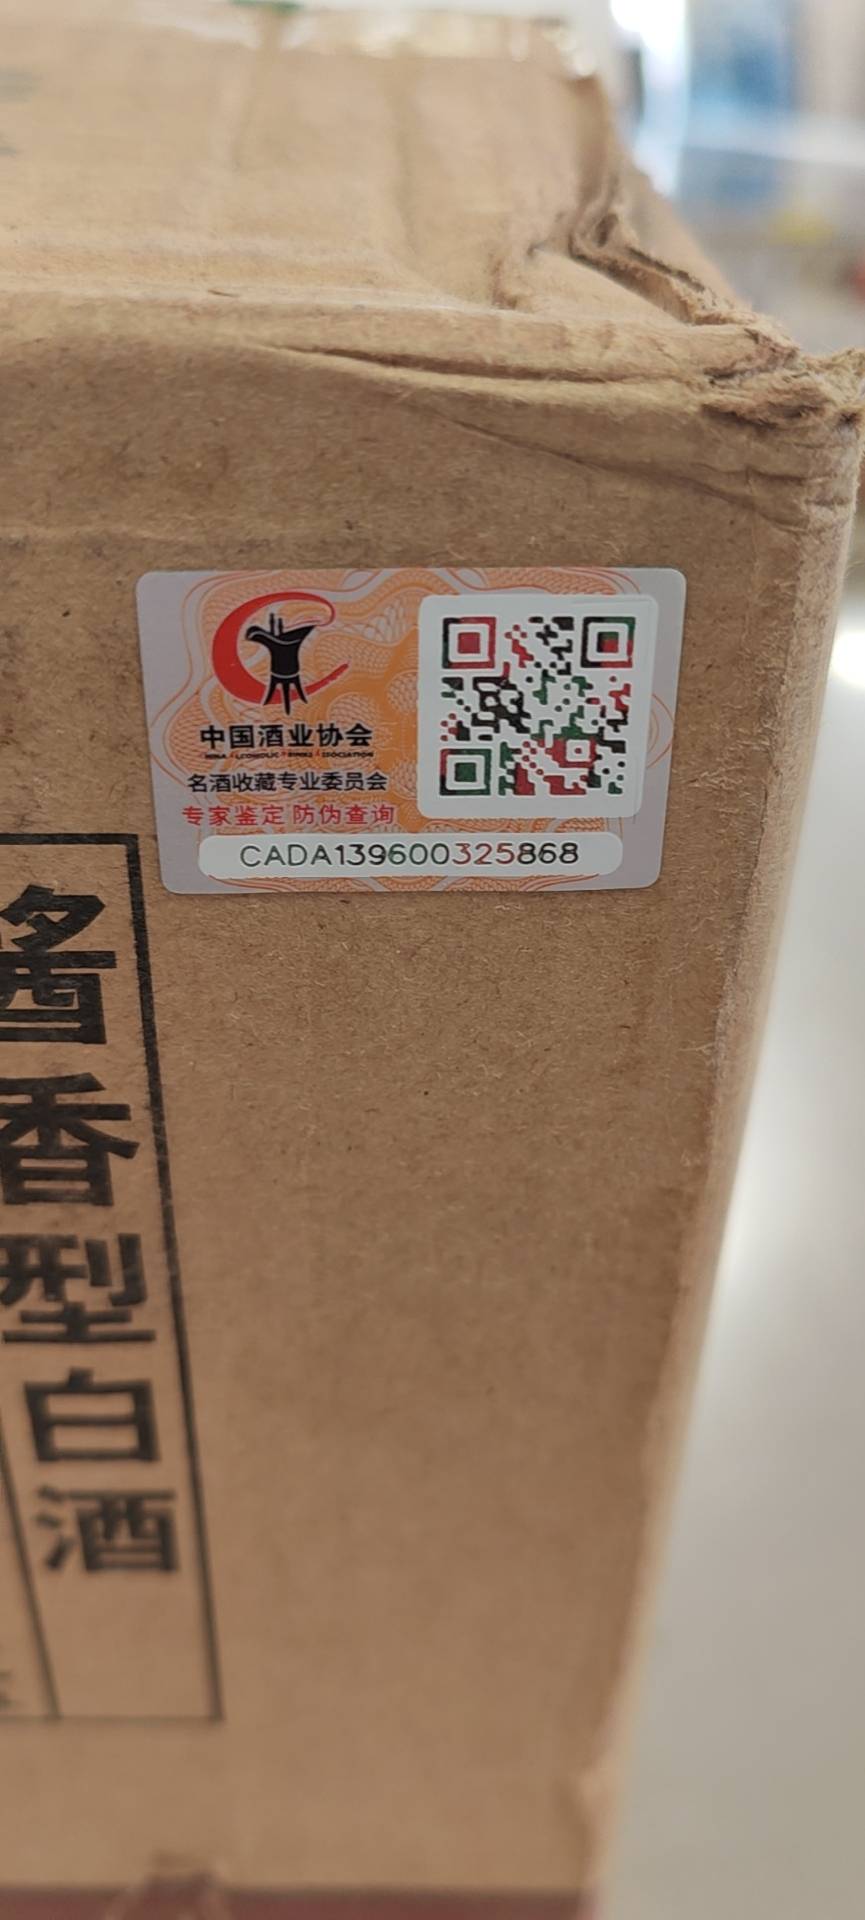 中国酒业协会
名酒收藏专业委员会
专家鉴定 防伪查询
CADA139600325868
酱香型白酒